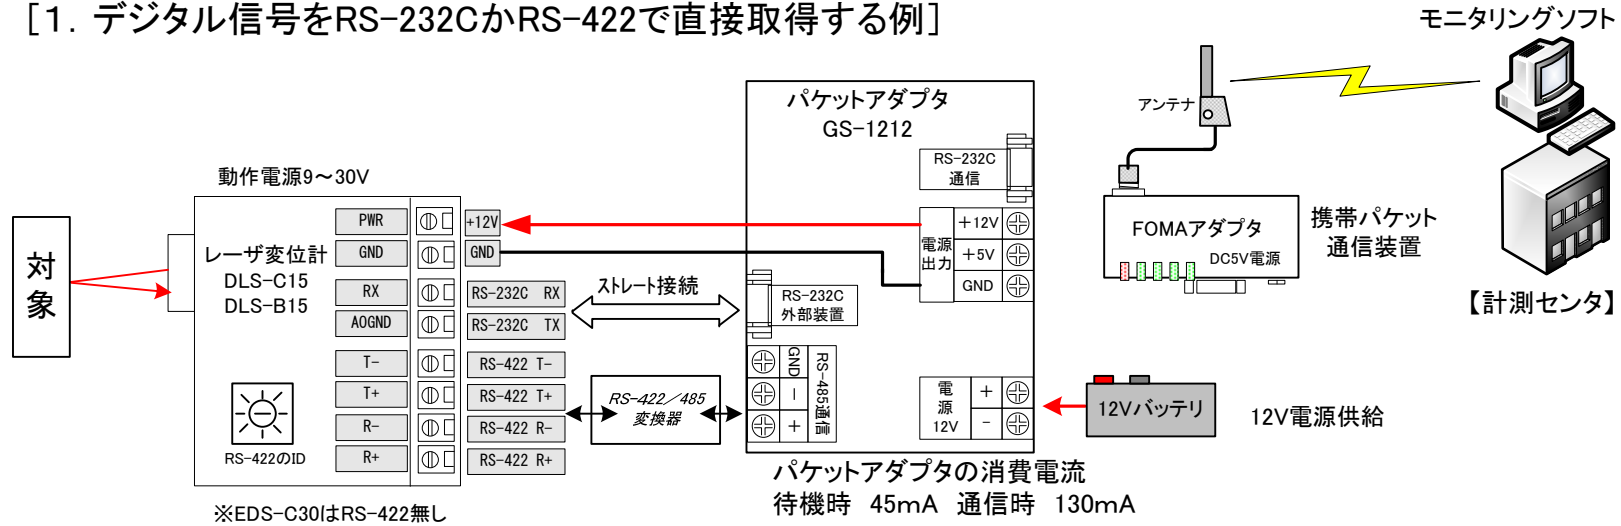 ［1．デジタル信号をRS-232CかRS-422で直接取得する例］
モニタリングソフト
パケットアダプタ
GS-1212
アンテナ
RS-232C
通信
動作電源9～30V
対象
レーザ変位計
DLS-C15
DLS-B15
PWR
GND
RX
AOGND
T-
T+
R-
R+
RS-422のID
+12V
GND
RS-232C RX
RS-232C TX
RS-422 T-
RS-422 T+
RS-422 R-
RS-422 R+
ストレート接続
RS-422／485
変換器
RS-232C
外部装置
GND
－
＋
RS-485通信
電源
出力
＋12V
＋5V
GND
電源
12V
＋
－
FOMAアダプタ
DC5V電源
携帯パケット
通信装置
【計測センタ】
12Vバッテリ
12V電源供給
パケットアダプタの消費電流
待機時 45mA 通信時 130mA
※EDS-C30はRS-422無し